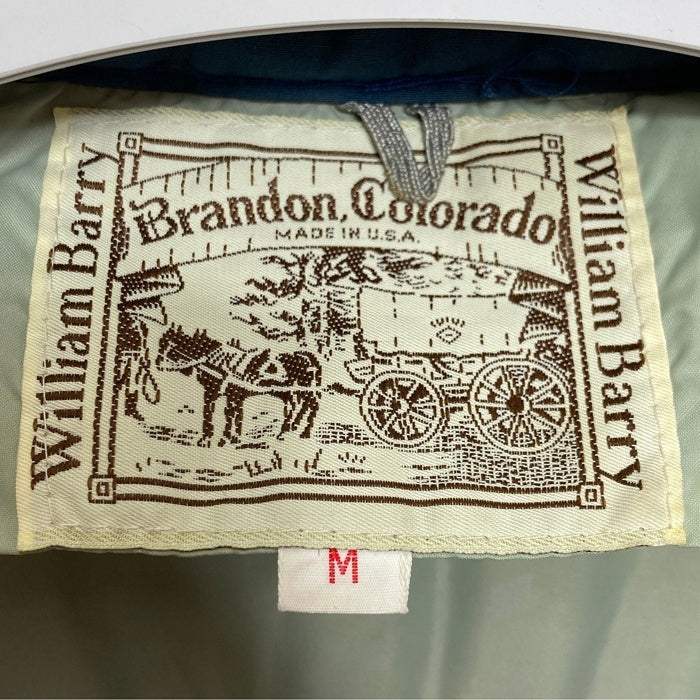 William Barry
Brandon, Colorado
MADE IN U.S.A.
William Barry
M